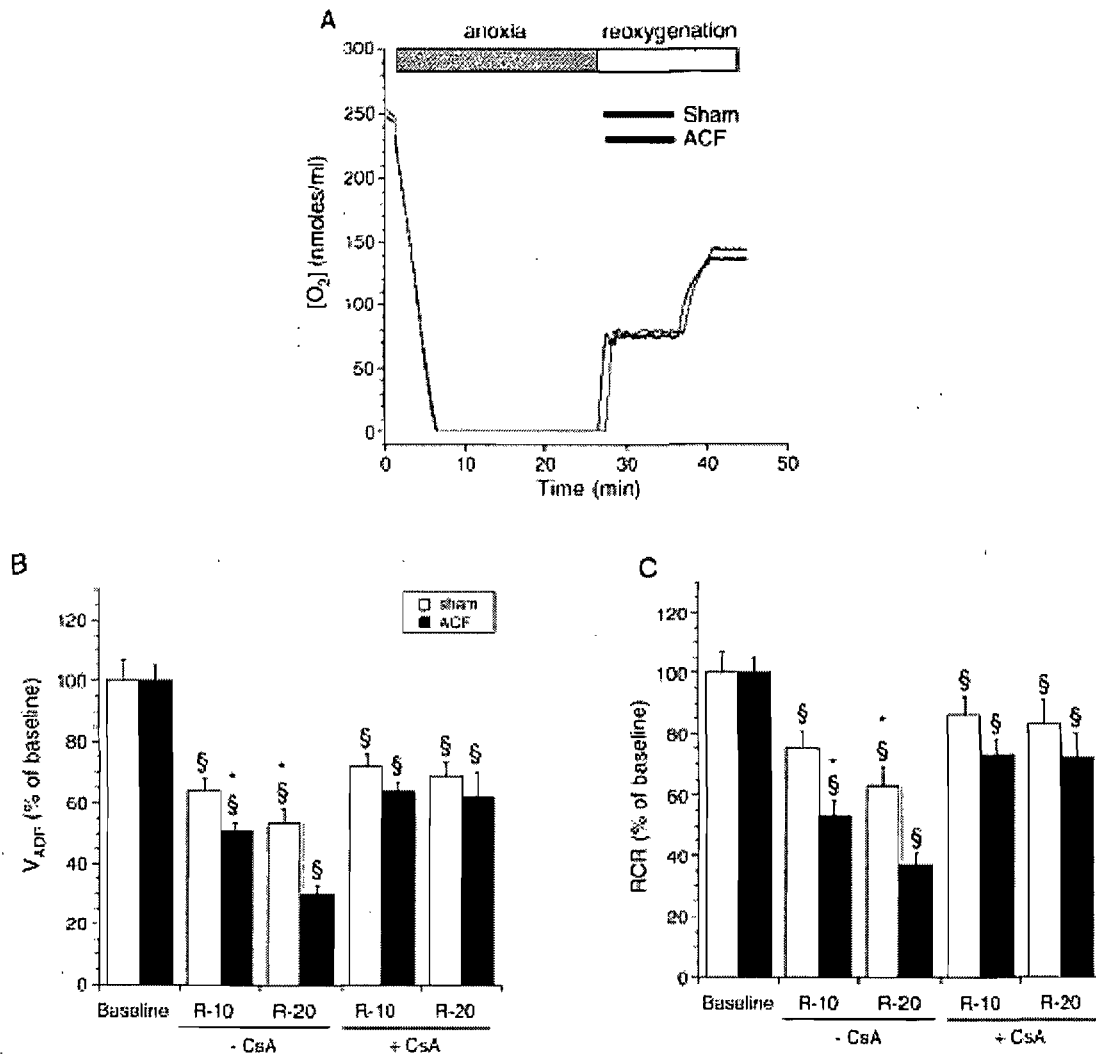 A
anoxia
reoxygenation
300
250
200
150
100
50
0
[O₂] (nmoles/ml)
Sham
ACF
0 10 20 30 40 50
Time (min)
B
120
100
80
60
40
20
0
V_ADP (% of baseline)
sham
ACF
§ * § * § § § § § §
Baseline R-10 R-20 R-10 R-20
- CsA + CsA
C
120
100
80
60
40
20
0
RCR (% of baseline)
§ * § * § § § § § §
Baseline R-10 R-20 R-10 R-20
- CsA + CsA